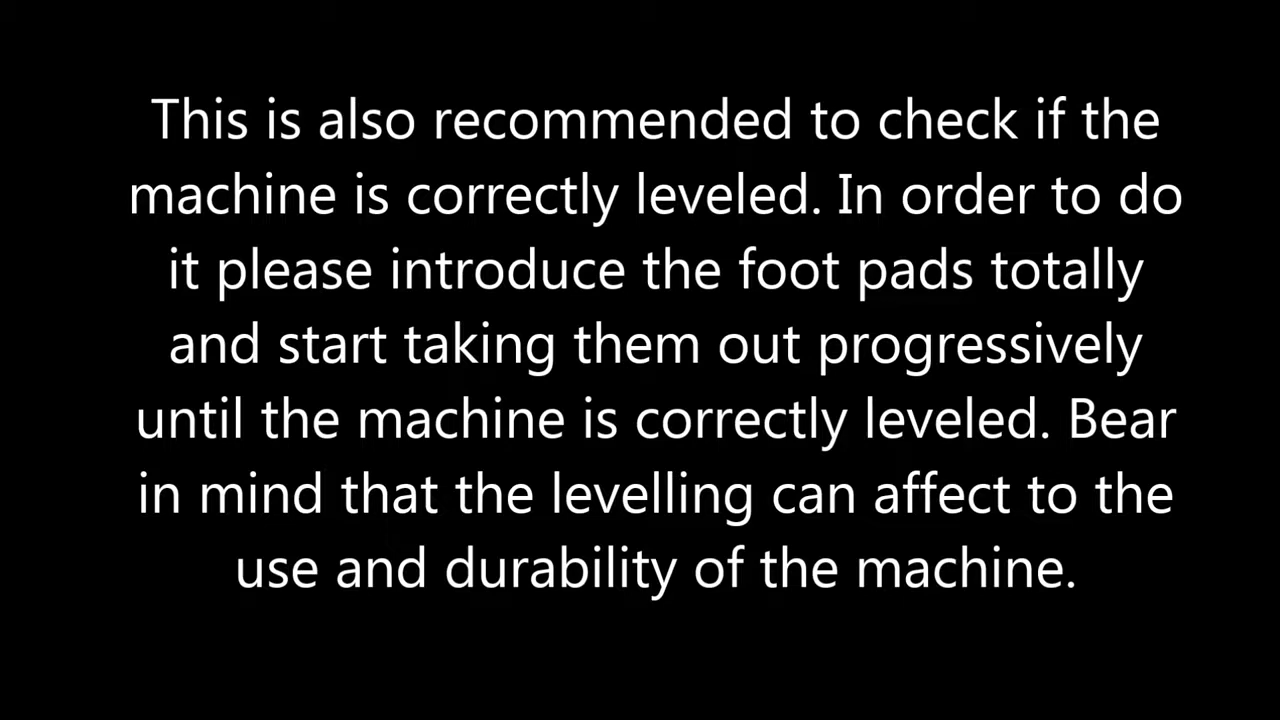 This is also recommended to check if the
machine is correctly leveled. In order to do
it please introduce the foot pads totally
and start taking them out progressively
until the machine is correctly leveled. Bear
in mind that the levelling can affect to the
use and durability of the machine.